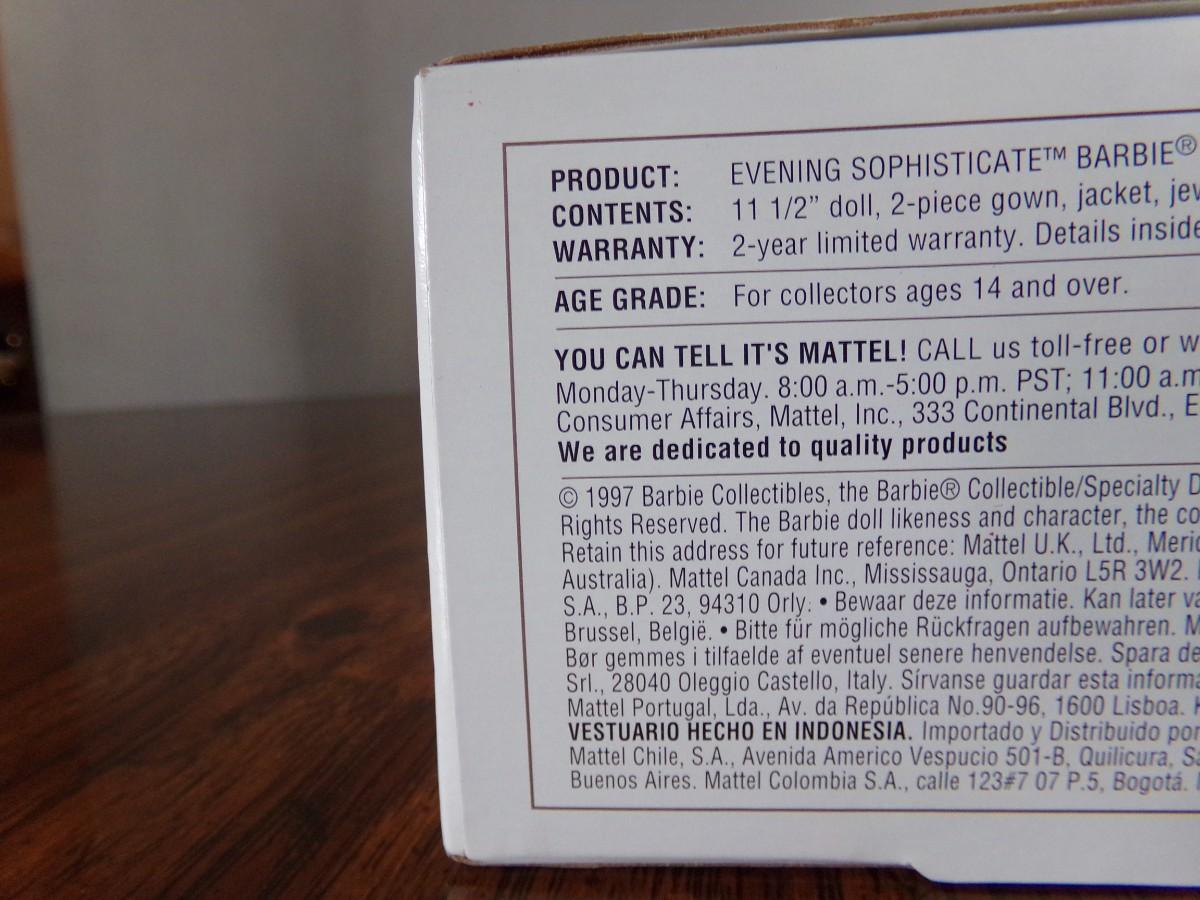 PRODUCT: EVENING SOPHISTICATE™ BARBIE®
CONTENTS: 11 1/2” doll, 2-piece gown, jacket,
WARRANTY: 2-year limited warranty. Details inside
AGE GRADE: For collectors ages 14 and over.
YOU CAN TELL IT'S MATTEL! CALL us toll-free or
Monday-Thursday. 8:00 a.m.-5:00 p.m. PST; 11:00
Consumer Affairs, Mattel, Inc., 333 Continental Blvd.,
We are dedicated to quality products
© 1997 Barbie Collectibles, the Barbie® Collectible/Specialty
Rights Reserved. The Barbie doll likeness and character, the
Retain this address for future reference: Mattel U.K., Ltd.,
Australia). Mattel Canada Inc., Mississauga, Ontario L5R 3W2.
S.A., B.P. 23, 94310 Orly. • Bewaar deze informatie. Kan later
Brussel, België. • Bitte für mögliche Rückfragen aufbewahren.
Bør gemmes i tilfaelde af eventuel senere henvendelse. Spara
Srl., 28040 Oleggio Castello, Italy. Sírvanse guardar esta
Mattel Portugal, Lda., Av. da República No.90-96, 1600 Lisboa.
VESTUARIO HECHO EN INDONESIA. Importado y Distribuido por
Mattel Chile, S.A., Avenida Americo Vespucio 501-B, Quilicura,
Buenos Aires. Mattel Colombia S.A., calle 123#7 07 P.5, Bogotá.